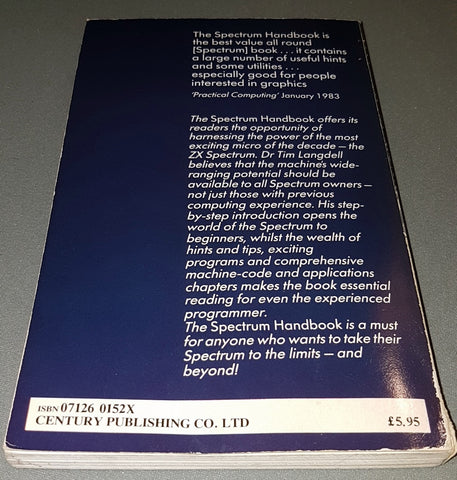 The Spectrum Handbook is
the best value all round
[Spectrum] book . . . it contains
a large number of useful hints
and some utilities . . .
especially good for people
interested in graphics
'Practical Computing' January 1983
The Spectrum Handbook offers its
readers the opportunity of
harnessing the power of the most
exciting micro of the decade — the
ZX Spectrum. Dr Tim Langdell
believes that the machine's wide-
ranging potential should be
available to all Spectrum owners —
not just those with previous
computing experience. His step-
by-step introduction opens the
world of the Spectrum to
beginners, whilst the wealth of
hints and tips, exciting
programs and comprehensive
machine-code and applications
chapters makes the book essential
reading for even the experienced
programmer.
The Spectrum Handbook is a must
for anyone who wants to take their
Spectrum to the limits — and
beyond!
ISBN 07126 0152X
CENTURY PUBLISHING CO. LTD
£5.95